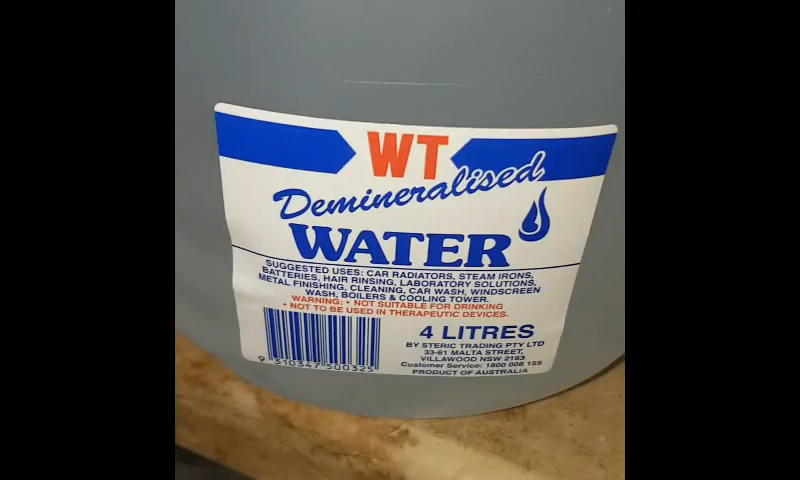 WT
Demineralised
WATER
SUGGESTED USES: CAR RADIATORS, STEAM IRONS,
BATTERIES, HAIR RINSING, LABORATORY SOLUTIONS,
METAL FINISHING, CLEANING, CAR WASH, WINDSCREEN
WASH, BOILERS & COOLING TOWER.
WARNING: • NOT SUITABLE FOR DRINKING
• NOT TO BE USED IN THERAPEUTIC DEVICES.
4 LITRES
BY STERIC TRADING PTY LTD
33-61 MALTA STREET,
VILLAWOOD NSW 2163
Customer Service: 1800 008 155
PRODUCT OF AUSTRALIA
9 310347 500325